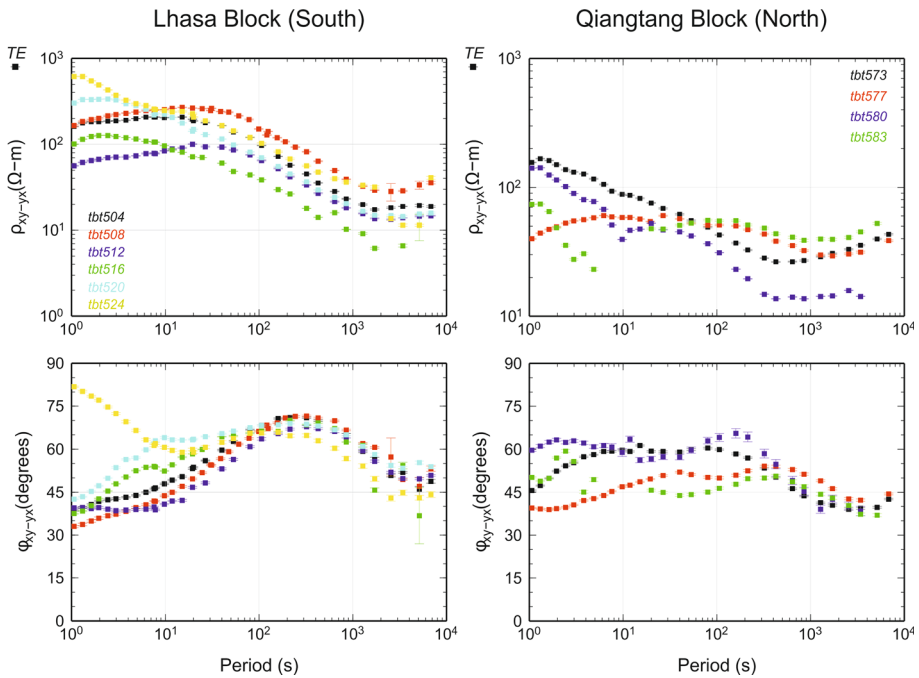 Lhasa Block (South)
Qiangtang Block (North)
TE
10³
10²
10¹
10⁰
ρxy−yx(Ω−m)
tbt504
tbt508
tbt512
tbt516
tbt520
tbt524
10⁰ 10¹ 10² 10³ 10⁴
TE
10³
10²
10¹
ρxy−yx(Ω−m)
tbt573
tbt577
tbt580
tbt583
10⁰ 10¹ 10² 10³ 10⁴
90
75
60
45
30
15
0
φxy−yx(degrees)
10⁰ 10¹ 10² 10³ 10⁴
Period (s)
90
75
60
45
30
15
0
φxy−yx(degrees)
10⁰ 10¹ 10² 10³ 10⁴
Period (s)